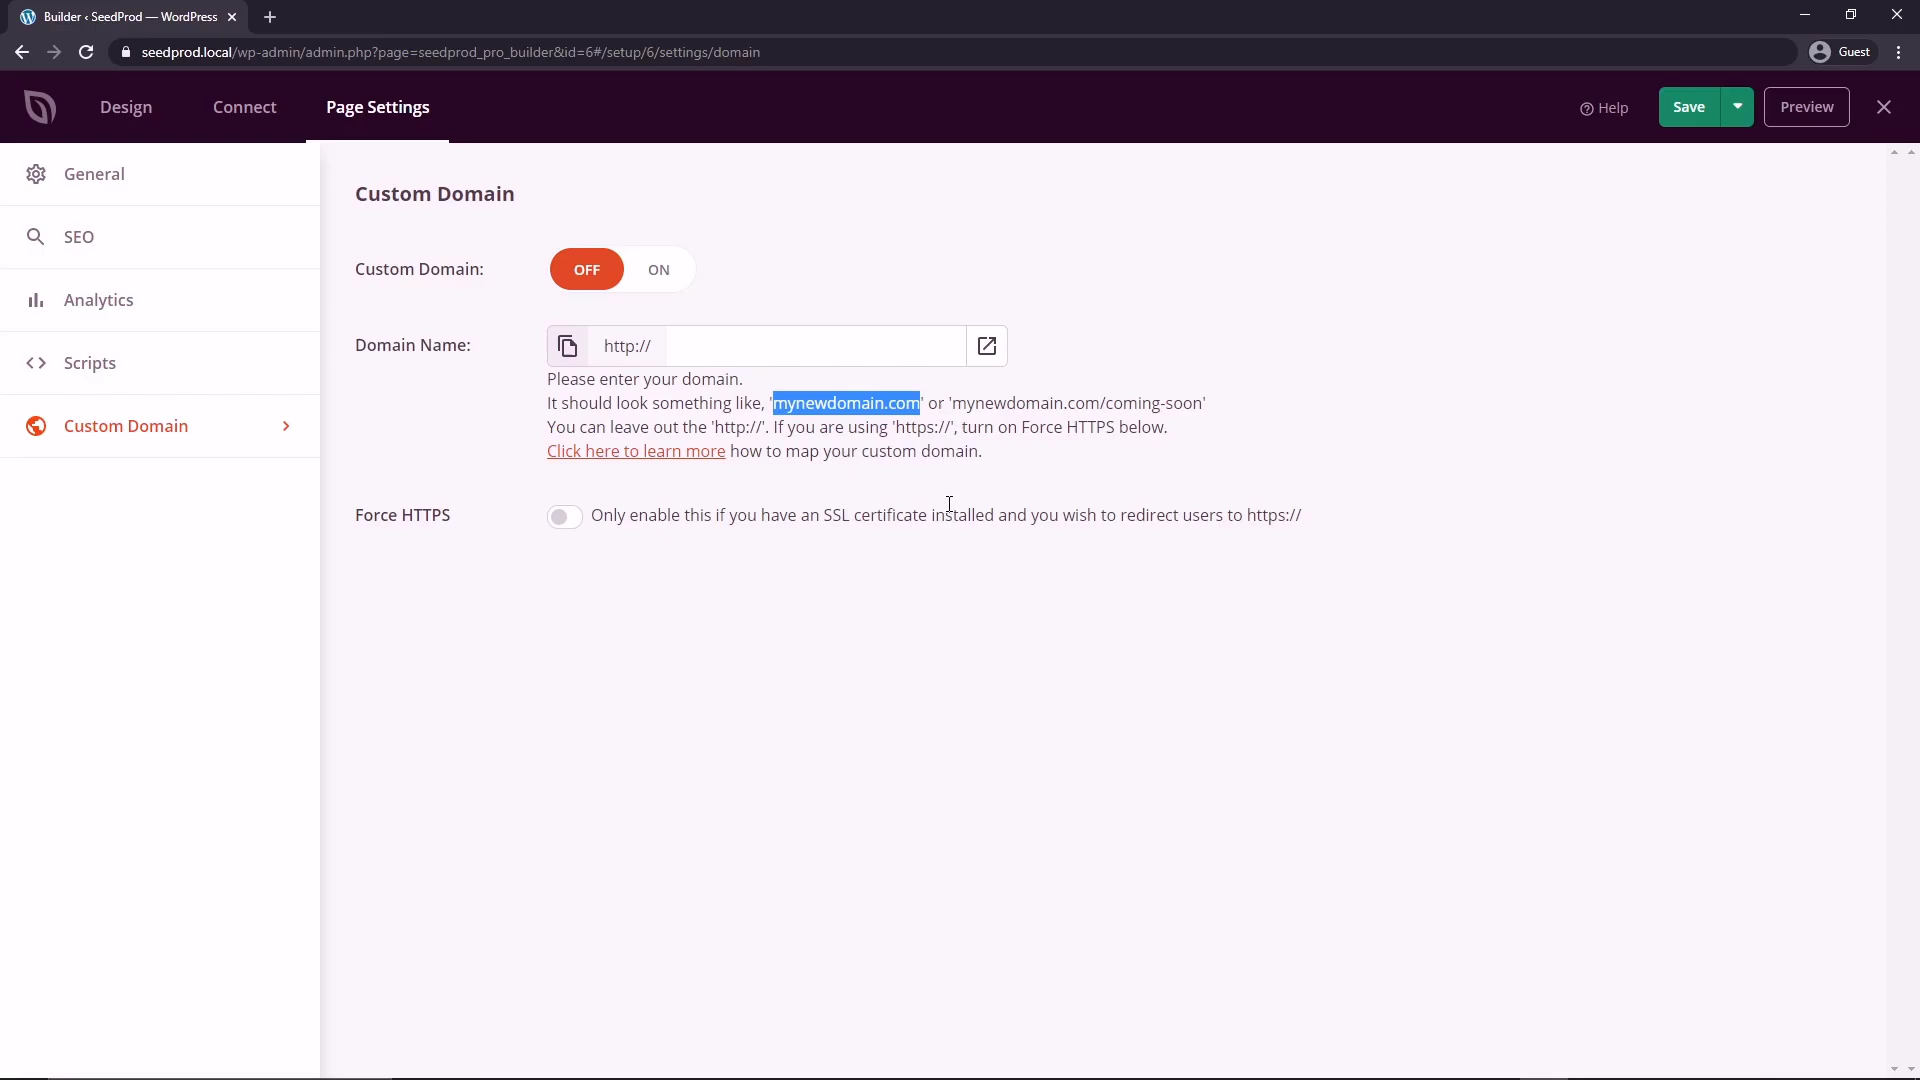 Builder ‹ SeedProd — WordPress
seedprod.local/wp-admin/admin.php?page=seedprod_pro_builder&id=6#/setup/6/settings/domain
Guest
Design
Connect
Page Settings
Help
Save
Preview
General
SEO
Analytics
Scripts
Custom Domain
Custom Domain
Custom Domain:
OFF
ON
Domain Name:
http://
Please enter your domain.
It should look something like, 'mynewdomain.com' or 'mynewdomain.com/coming-soon'
You can leave out the 'http://'. If you are using 'https://', turn on Force HTTPS below.
Click here to learn more how to map your custom domain.
Force HTTPS
Only enable this if you have an SSL certificate installed and you wish to redirect users to https://